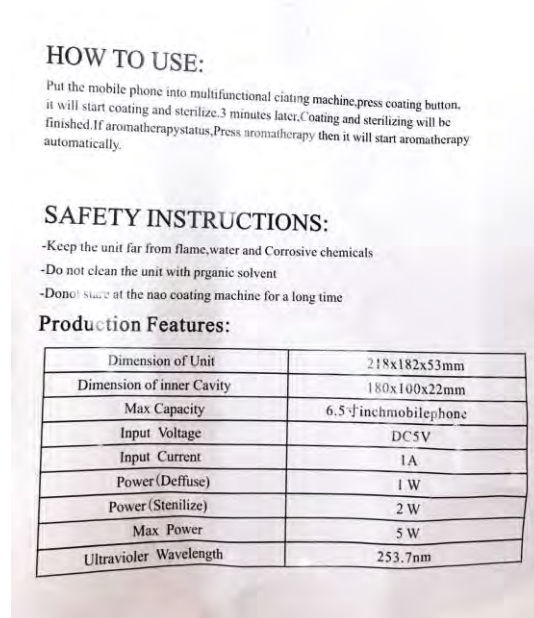 HOW TO USE:
Put the mobile phone into multifunctional ciating machine,press coating button.
it will start coating and sterilize.3 minutes later,Coating and sterilizing will be
finished.If aromatherapystatus,Press aromatherapy then it will start aromatherapy
automatically.
SAFETY INSTRUCTIONS:
-Keep the unit far from flame,water and Corrosive chemicals
-Do not clean the unit with prganic solvent
-Donot stare at the nao coating machine for a long time
Production Features:
Dimension of Unit 218x182x53mm
Dimension of inner Cavity 180x100x22mm
Max Capacity 6.5寸inchmobilephone
Input Voltage DC5V
Input Current 1A
Power(Deffuse) 1 W
Power(Stenilize) 2 W
Max Power 5 W
Ultravioler Wavelength 253.7nm